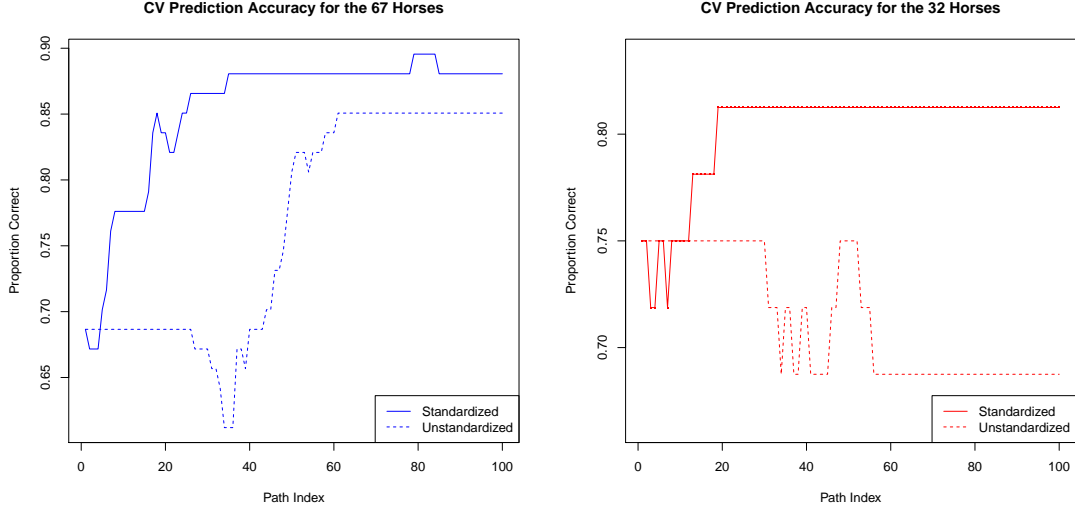 CV Prediction Accuracy for the 67 Horses
Proportion Correct
0.90
0.85
0.80
0.75
0.70
0.65
0 20 40 60 80 100
Path Index
Standardized
Unstandardized
CV Prediction Accuracy for the 32 Horses
Proportion Correct
0.80
0.75
0.70
0 20 40 60 80 100
Path Index
Standardized
Unstandardized